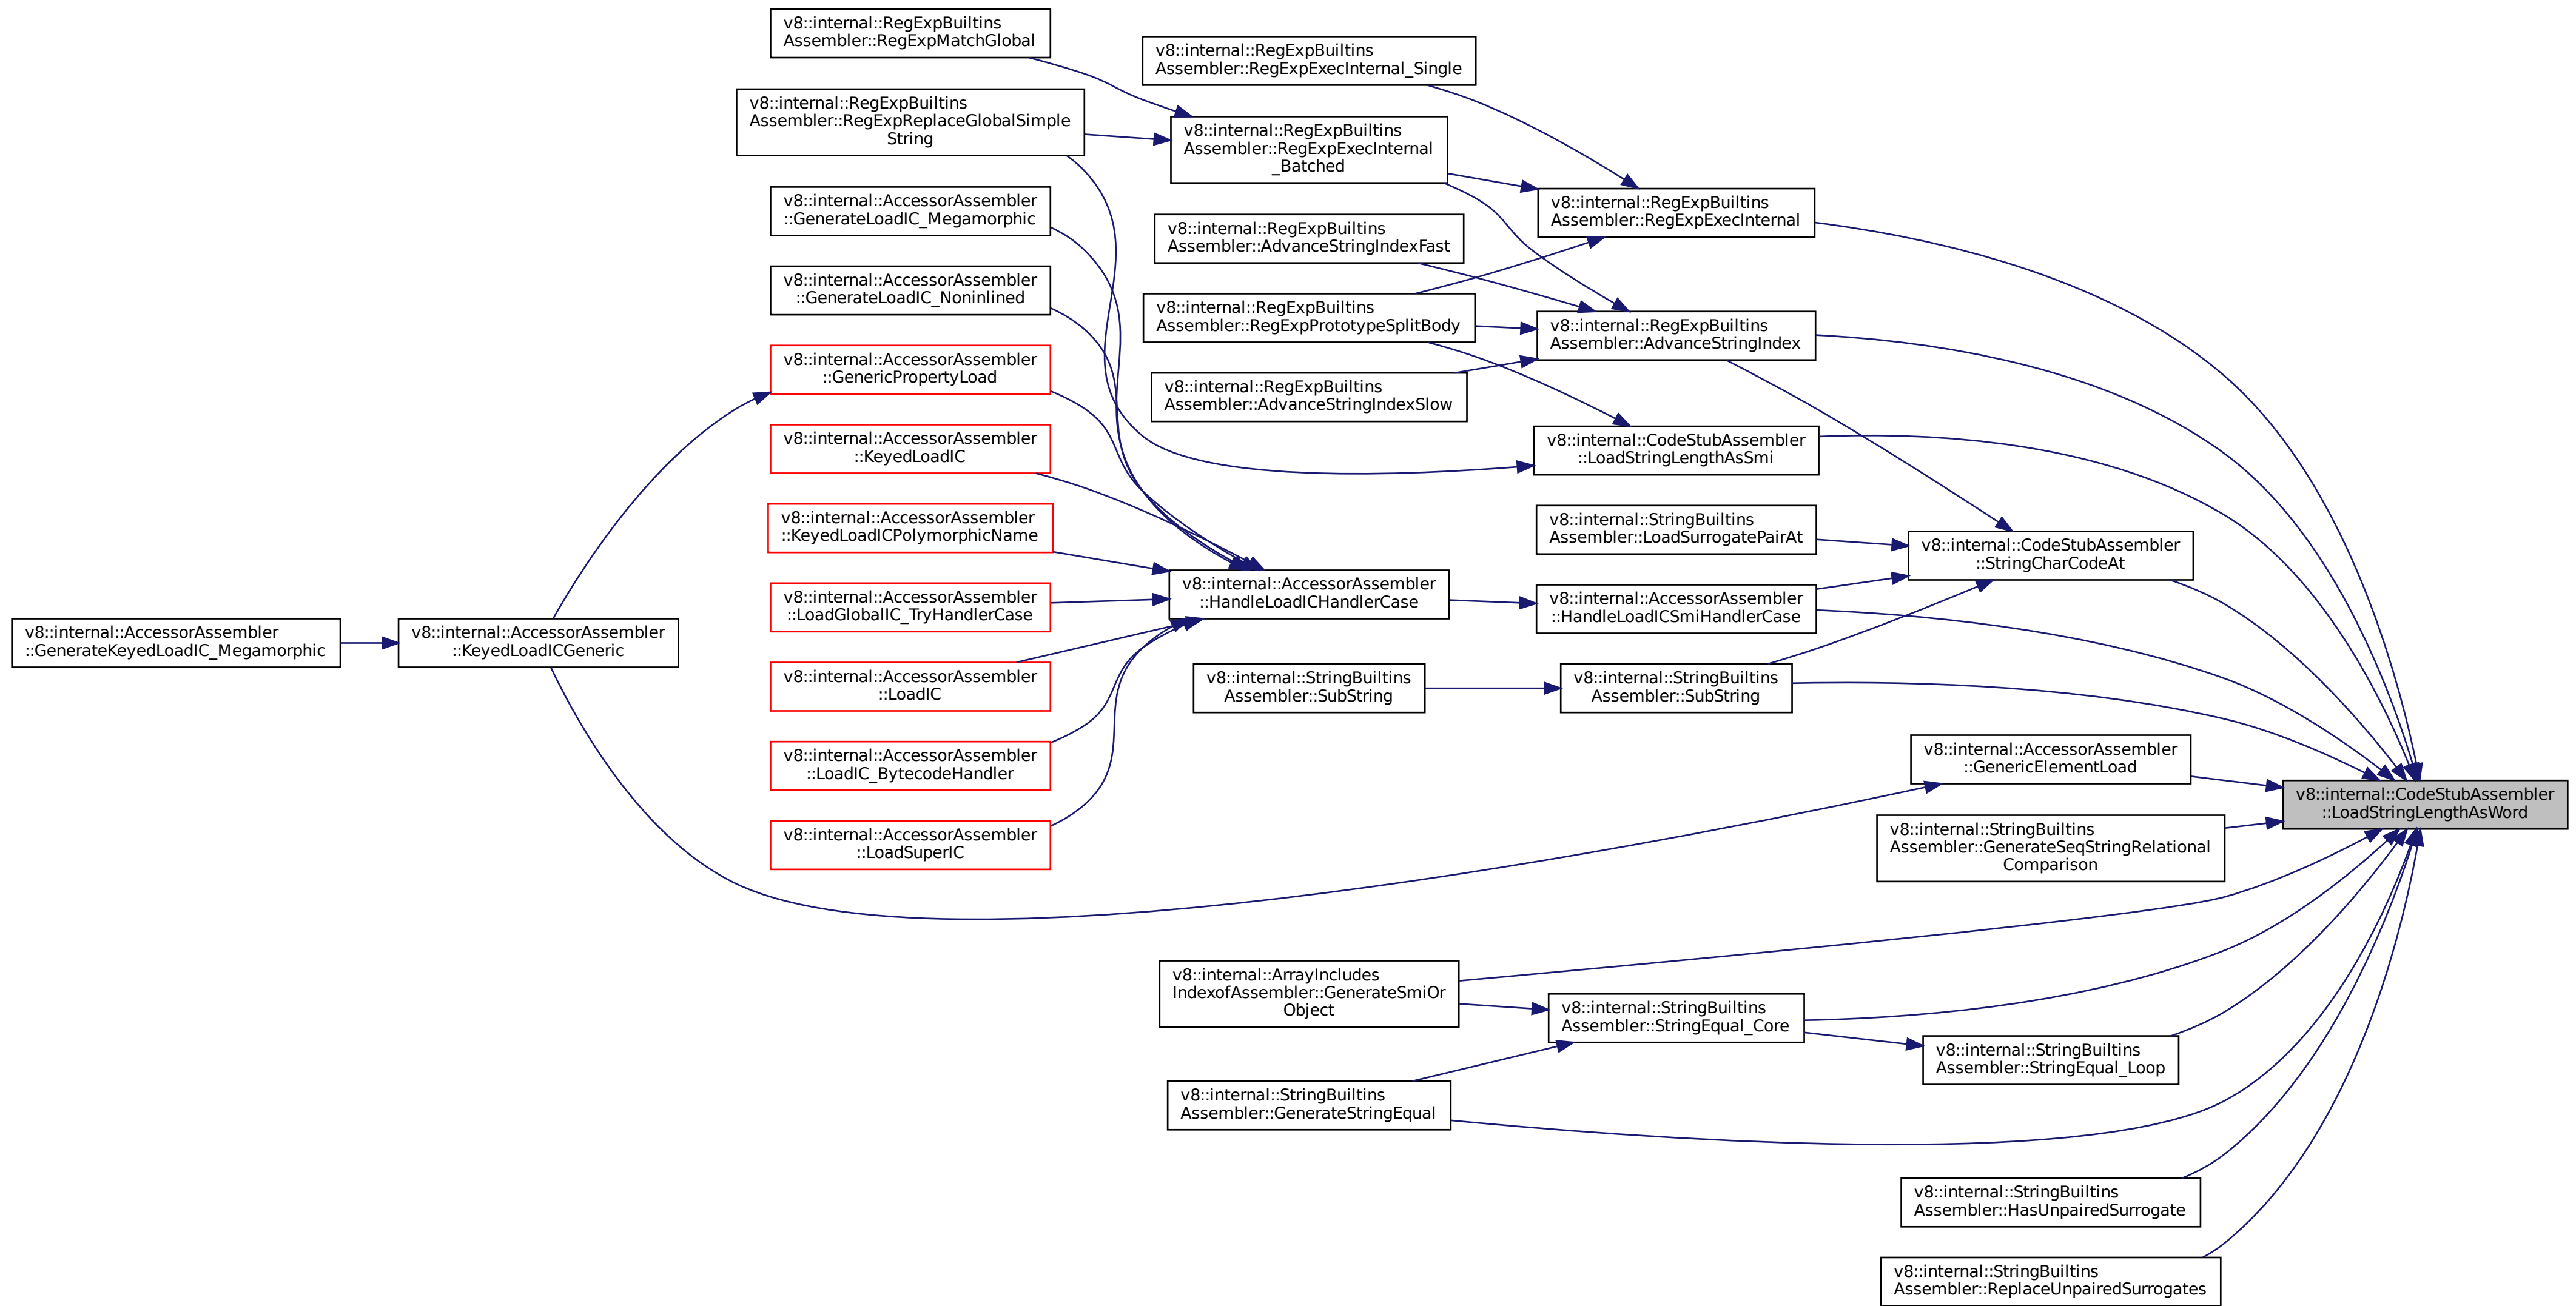 v8::internal::RegExpBuiltins
Assembler::RegExpMatchGlobal
v8::internal::RegExpBuiltins
Assembler::RegExpReplaceGlobalSimple
String
v8::internal::AccessorAssembler
::GenerateLoadIC_Megamorphic
v8::internal::AccessorAssembler
::GenerateLoadIC_Noninlined
v8::internal::AccessorAssembler
::GenericPropertyLoad
v8::internal::AccessorAssembler
::KeyedLoadIC
v8::internal::AccessorAssembler
::KeyedLoadICPolymorphicName
v8::internal::AccessorAssembler
::LoadGlobalIC_TryHandlerCase
v8::internal::AccessorAssembler
::LoadIC
v8::internal::AccessorAssembler
::LoadIC_BytecodeHandler
v8::internal::AccessorAssembler
::LoadSuperIC
v8::internal::AccessorAssembler
::GenerateKeyedLoadIC_Megamorphic
v8::internal::AccessorAssembler
::KeyedLoadICGeneric
v8::internal::RegExpBuiltins
Assembler::RegExpExecInternal_Single
v8::internal::RegExpBuiltins
Assembler::RegExpExecInternal
_Batched
v8::internal::RegExpBuiltins
Assembler::AdvanceStringIndexFast
v8::internal::RegExpBuiltins
Assembler::RegExpPrototypeSplitBody
v8::internal::RegExpBuiltins
Assembler::AdvanceStringIndexSlow
v8::internal::AccessorAssembler
::HandleLoadICHandlerCase
v8::internal::StringBuiltins
Assembler::SubString
v8::internal::ArrayIncludes
IndexofAssembler::GenerateSmiOr
Object
v8::internal::StringBuiltins
Assembler::GenerateStringEqual
v8::internal::RegExpBuiltins
Assembler::RegExpExecInternal
v8::internal::RegExpBuiltins
Assembler::AdvanceStringIndex
v8::internal::CodeStubAssembler
::LoadStringLengthAsSmi
v8::internal::StringBuiltins
Assembler::LoadSurrogatePairAt
v8::internal::AccessorAssembler
::HandleLoadICSmiHandlerCase
v8::internal::StringBuiltins
Assembler::SubString
v8::internal::StringBuiltins
Assembler::StringEqual_Core
v8::internal::CodeStubAssembler
::StringCharCodeAt
v8::internal::AccessorAssembler
::GenericElementLoad
v8::internal::StringBuiltins
Assembler::GenerateSeqStringRelational
Comparison
v8::internal::StringBuiltins
Assembler::StringEqual_Loop
v8::internal::StringBuiltins
Assembler::HasUnpairedSurrogate
v8::internal::StringBuiltins
Assembler::ReplaceUnpairedSurrogates
v8::internal::CodeStubAssembler
::LoadStringLengthAsWord